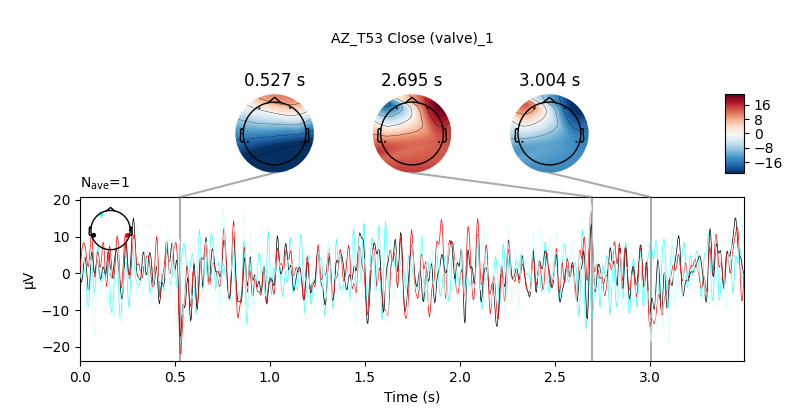 AZ_T53 Close (valve)_1
0.527 s 2.695 s 3.004 s
16
8
0
−8
−16
Nave=1
20
10
0
−10
−20
µV
0.0 0.5 1.0 1.5 2.0 2.5 3.0
Time (s)